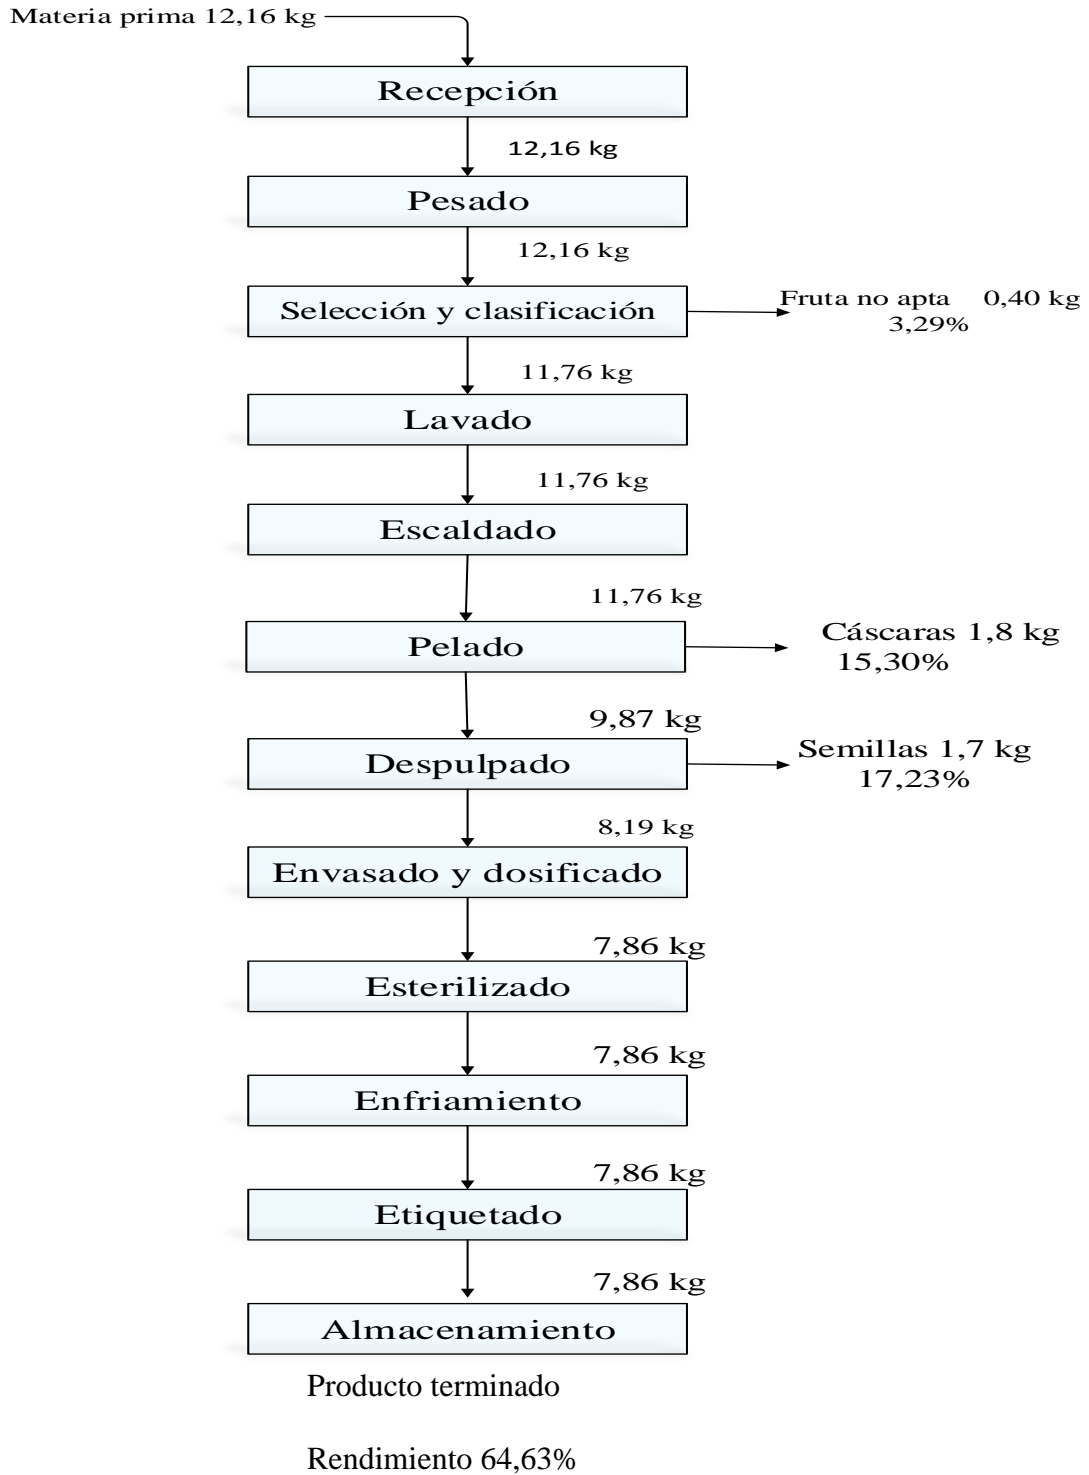 Materia prima 12,16 kg
Recepción
12,16 kg
Pesado
12,16 kg
Selección y clasificación
Fruta no apta 0,40 kg
3,29%
11,76 kg
Lavado
11,76 kg
Escaldado
11,76 kg
Pelado
Cáscaras 1,8 kg
15,30%
9,87 kg
Despulpado
Semillas 1,7 kg
17,23%
8,19 kg
Envasado y dosificado
7,86 kg
Esterilizado
7,86 kg
Enfriamiento
7,86 kg
Etiquetado
7,86 kg
Almacenamiento
Producto terminado
Rendimiento 64,63%